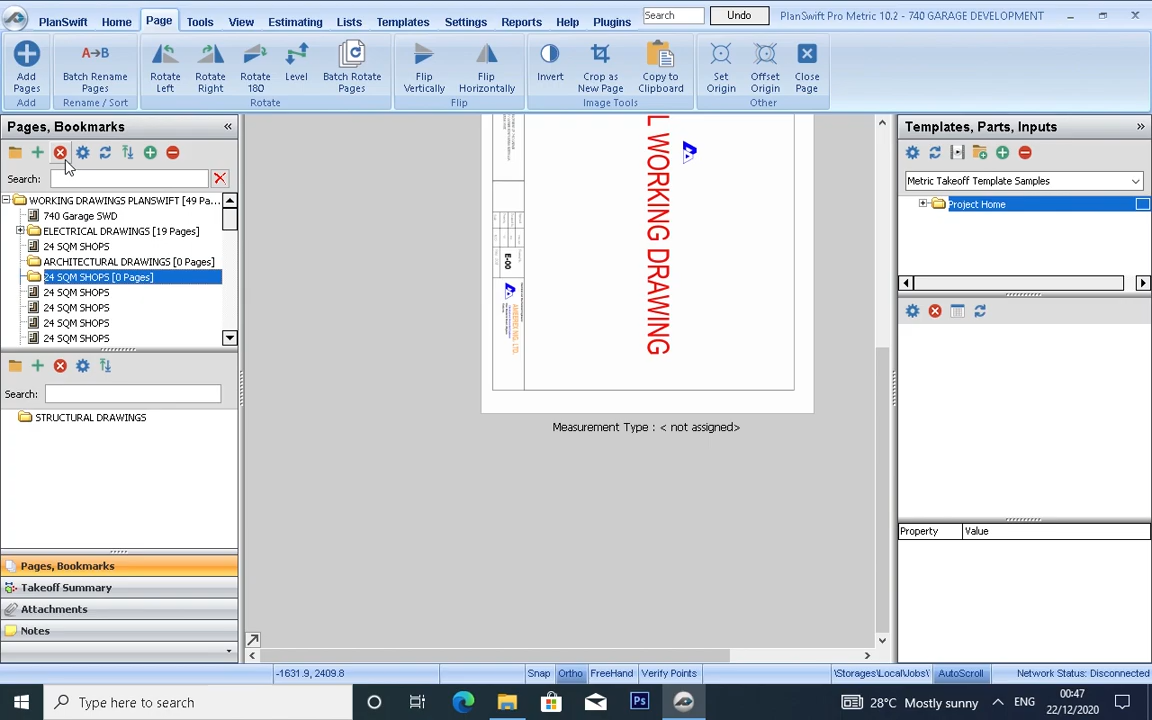 PlanSwift Home Page Tools View Estimating Lists Templates Settings Reports Help Plugins Search Undo PlanSwift Pro Metric 10.2 - 740 GARAGE DEVELOPMENT
Add Pages
Batch Rename Pages
Rotate Left
Rotate Right
Rotate 180
Level
Batch Rotate Pages
Flip Vertically
Flip Horizontally
Invert
Crop as New Page
Copy to Clipboard
Set Origin
Offset Origin
Close Page
Add Rename / Sort Rotate Flip Image Tools Other
Pages, Bookmarks «
Search:
WORKING DRAWINGS PLANSWIFT [49 Pa...
740 Garage SWD
ELECTRICAL DRAWINGS [19 Pages]
24 SQM SHOPS
ARCHITECTURAL DRAWINGS [0 Pages]
24 SQM SHOPS [0 Pages]
24 SQM SHOPS
24 SQM SHOPS
24 SQM SHOPS
24 SQM SHOPS
Search:
STRUCTURAL DRAWINGS
Pages, Bookmarks
Takeoff Summary
Attachments
Notes
L WORKING DRAWING
E-00
Measurement Type : < not assigned>
Templates, Parts, Inputs »
Metric Takeoff Template Samples
Project Home
Property Value
-1631.9, 2409.8 Snap Ortho FreeHand Verify Points \Storages\Local\Jobs\ AutoScroll Network Status: Disconnected
Type here to search 28°C Mostly sunny ENG 00:47
22/12/2020